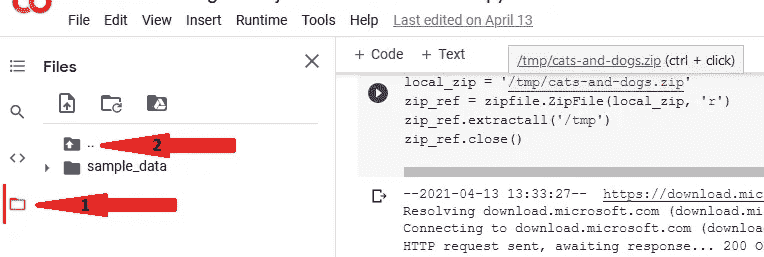 File Edit View Insert Runtime Tools Help Last edited on April 13
Files
+ Code + Text
/tmp/cats-and-dogs.zip (ctrl + click)
local_zip = '/tmp/cats-and-dogs.zip'
zip_ref = zipfile.ZipFile(local_zip, 'r')
zip_ref.extractall('/tmp')
zip_ref.close()
..
2
sample_data
1
--2021-04-13 13:33:27-- https://download.mic
Resolving download.microsoft.com (download.mi
Connecting to download.microsoft.com (downloa
HTTP request sent, awaiting response... 200 O